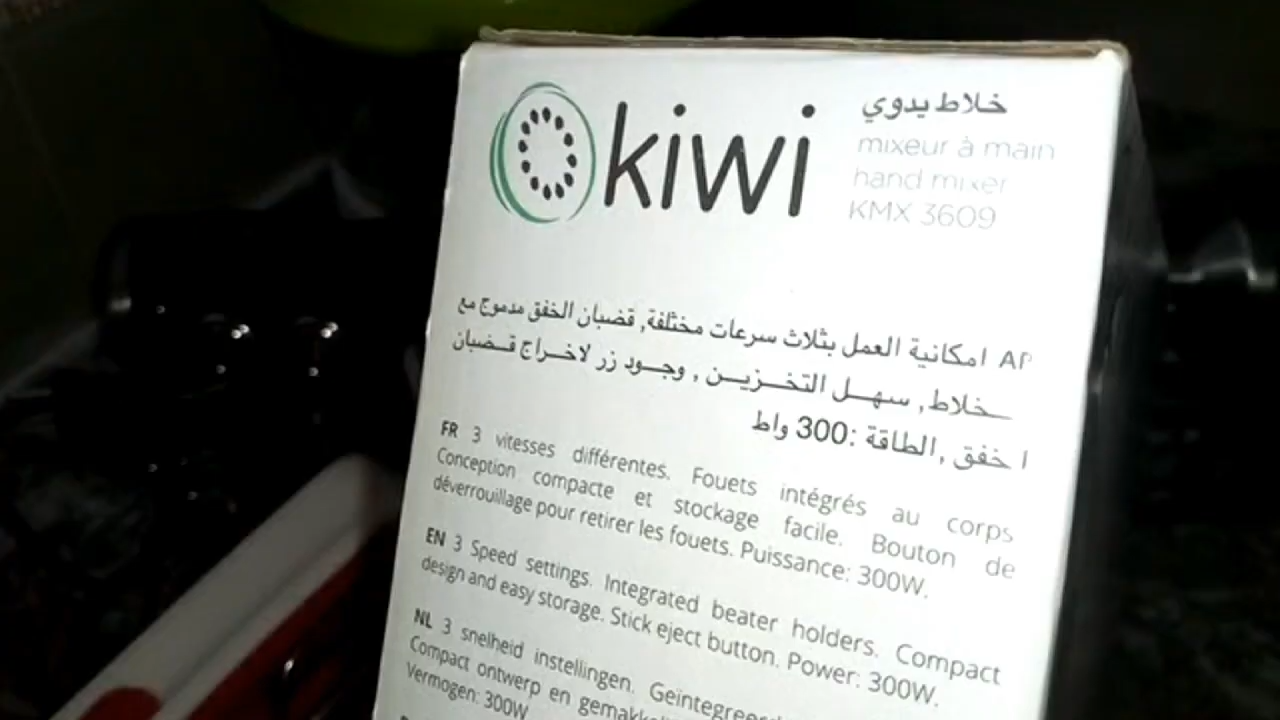 kiwi
خلاط يدوي
mixeur à main
hand mixer
KMX 3609
AR امكانية العمل بثلاث سرعات مختلفة, قضبان الخفق مدموج مع
خلاط, سهل التخزين, وجود زر لاخراج قضبان
ا خفق, الطاقة: 300 واط
FR 3 vitesses différentes. Fouets intégrés au corps
Conception compacte et stockage facile. Bouton de
déverrouillage pour retirer les fouets. Puissance: 300W.
EN 3 Speed settings. Integrated beater holders. Compact
design and easy storage. Stick eject button. Power: 300W.
NL 3 snelheid instellingen.
Compact ontwerp en
Vermogen: 300W